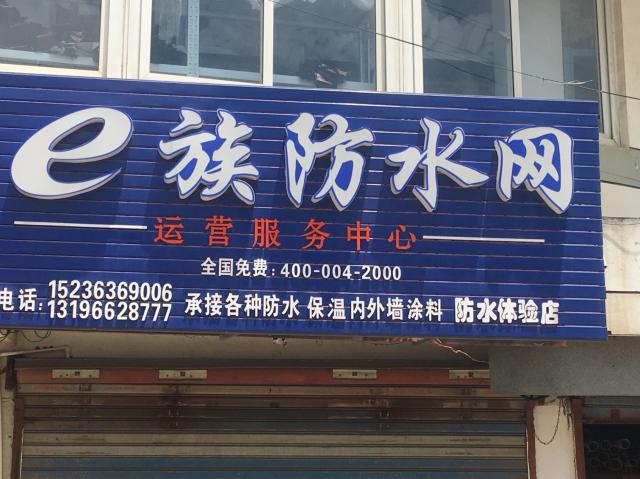 e族防水网
运营服务中心
全国免费:400-004-2000
电话:15236369006
13196628777
承接各种防水 保温 内外墙涂料 防水体验店